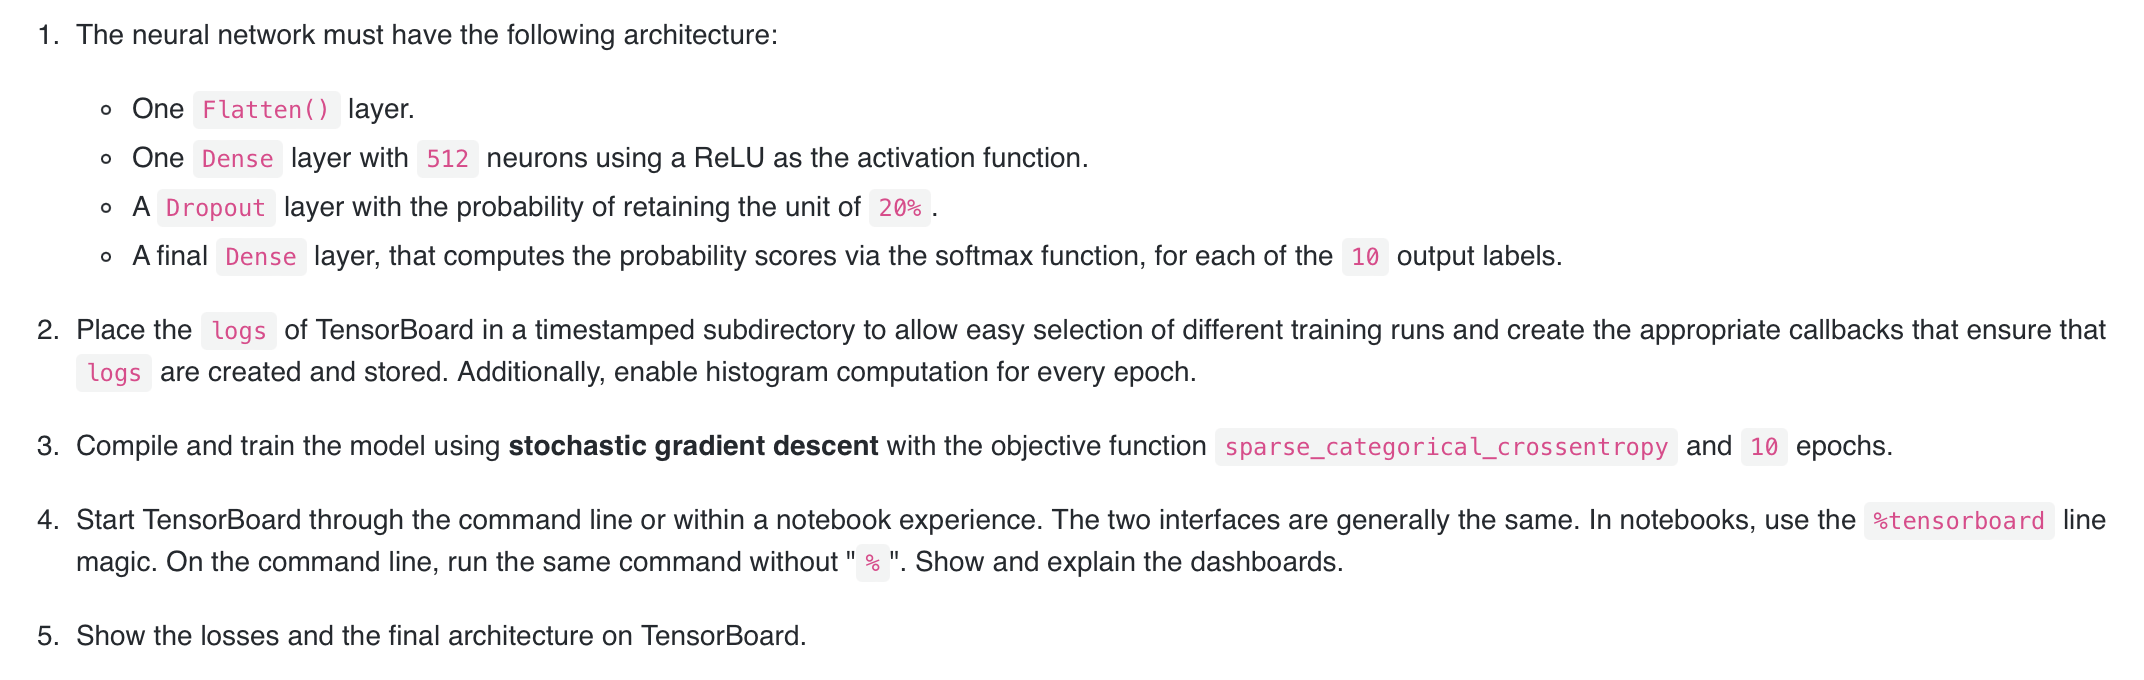 1. The neural network must have the following architecture:
One Flatten() layer.
One Dense layer with 512 neurons using a ReLU as the activation function.
A Dropout layer with the probability of retaining the unit of 20% .
A final Dense layer, that computes the probability scores via the softmax function, for each of the 10 output labels.
2. Place the logs of TensorBoard in a timestamped subdirectory to allow easy selection of different training runs and create the appropriate callbacks that ensure that
logs are created and stored. Additionally, enable histogram computation for every epoch.
3. Compile and train the model using stochastic gradient descent with the objective function sparse_categorical_crossentropy and 10 epochs.
4. Start TensorBoard through the command line or within a notebook experience. The two interfaces are generally the same. In notebooks, use the %tensorboard line
magic. On the command line, run the same command without "%". Show and explain the dashboards.
5. Show the losses and the final architecture on TensorBoard.